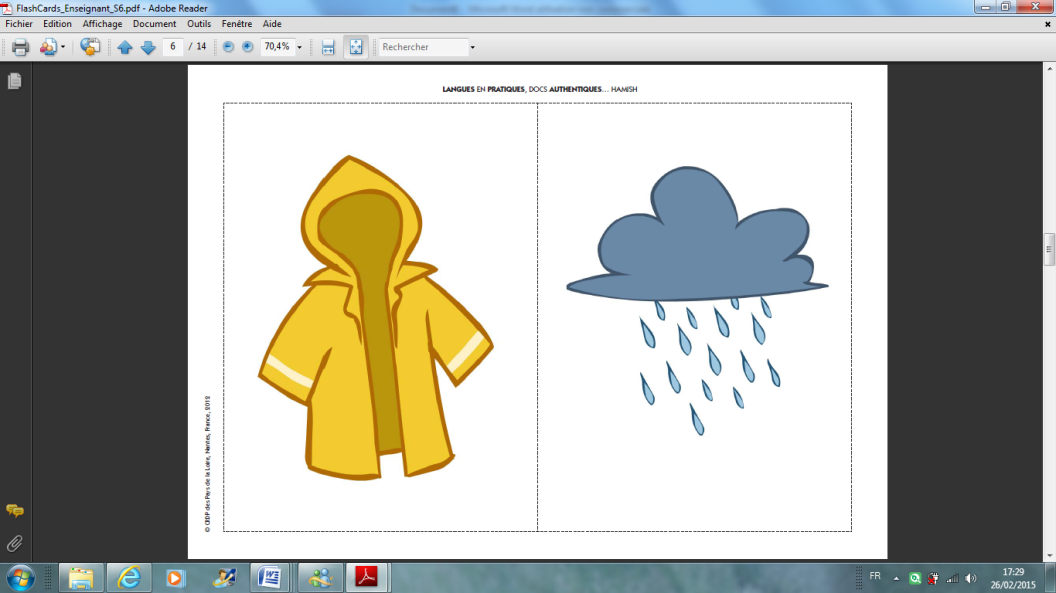 FlashCards_Enseignant_S6.pdf - Adobe Reader
Fichier Edition Affichage Document Outils Fenêtre Aide
6 / 14 70,4% Rechercher
LANGUES EN PRATIQUES, DOCS AUTHENTIQUES... HAMISH
© CRDP des Pays de la Loire, Nantes, France, 2012
FR
17:29
26/02/2015